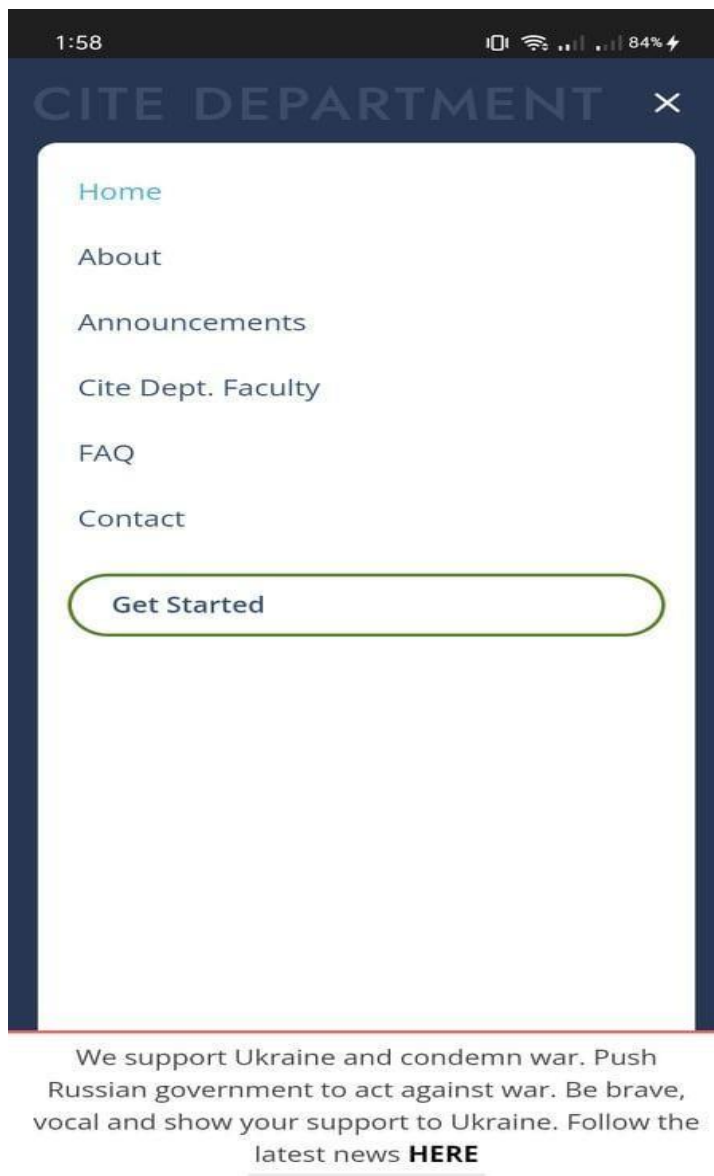 1:58 84%
CITE DEPARTMENT
Home
About
Announcements
Cite Dept. Faculty
FAQ
Contact
Get Started
We support Ukraine and condemn war. Push
Russian government to act against war. Be brave,
vocal and show your support to Ukraine. Follow the
latest news HERE